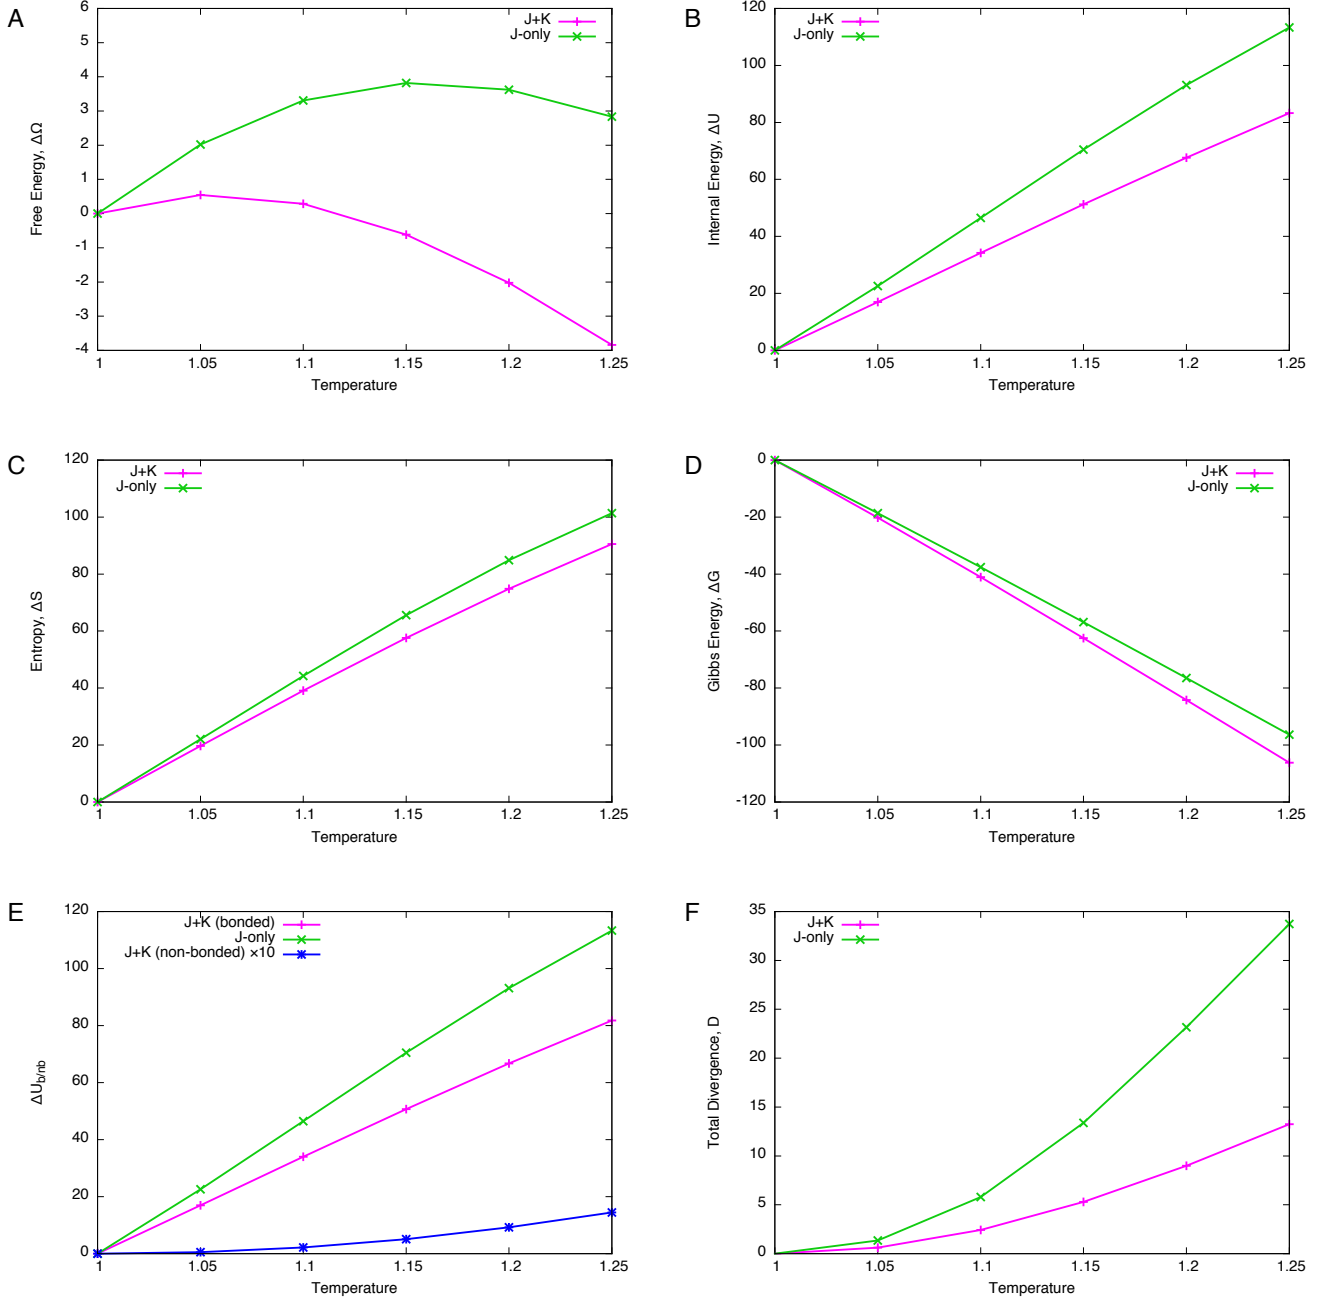 A
6
5
4
3
2
1
0
-1
-2
-3
-4
1
1.05
1.1
1.15
1.2
1.25
Free Energy, ΔΩ
Temperature
J+K
J-only
B
120
100
80
60
40
20
0
1
1.05
1.1
1.15
1.2
1.25
Internal Energy, ΔU
Temperature
J+K
J-only
C
120
100
80
60
40
20
0
1
1.05
1.1
1.15
1.2
1.25
Entropy, ΔS
Temperature
J+K
J-only
D
0
-20
-40
-60
-80
-100
-120
1
1.05
1.1
1.15
1.2
1.25
Gibbs Energy, ΔG
Temperature
J+K
J-only
E
120
100
80
60
40
20
0
1
1.05
1.1
1.15
1.2
1.25
ΔUb/nb
Temperature
J+K (bonded)
J-only
J+K (non-bonded) ×10
F
35
30
25
20
15
10
5
0
1
1.05
1.1
1.15
1.2
1.25
Total Divergence, D
Temperature
J+K
J-only